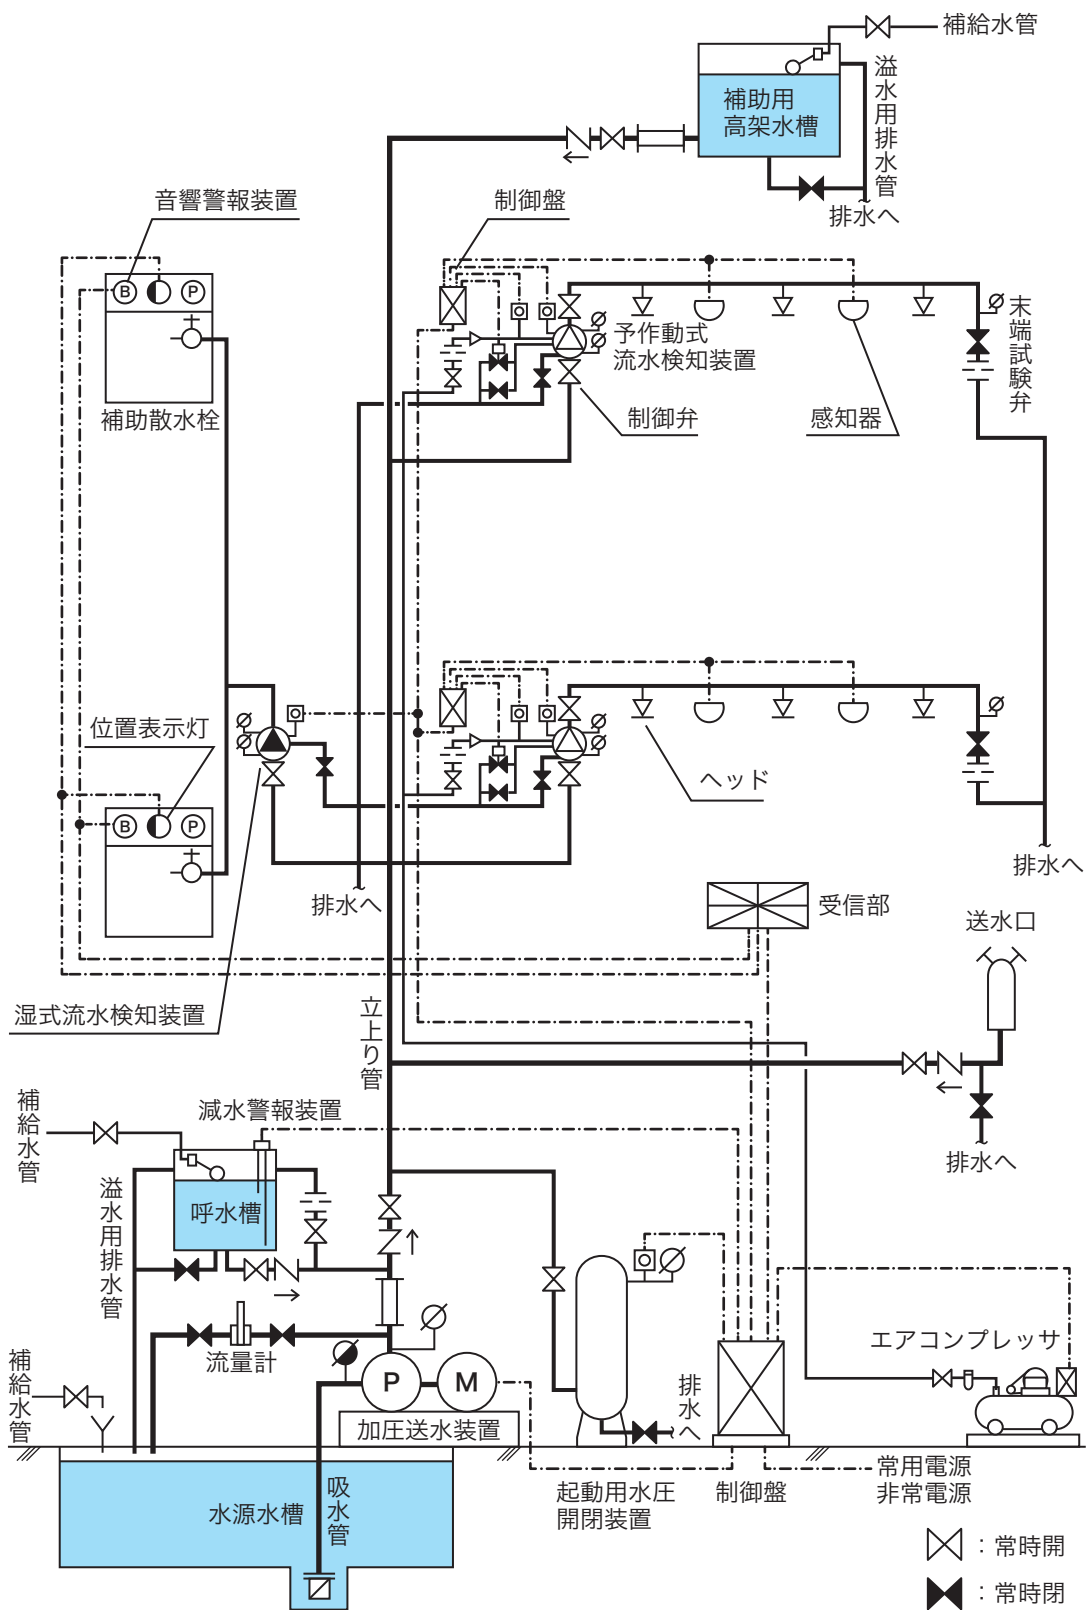 補給水管
補助用
高架水槽
溢水用排水管
排水へ
音響警報装置
制御盤
B
P
補助散水栓
予作動式
流水検知装置
制御弁
感知器
末端試験弁
位置表示灯
B
P
ヘッド
排水へ
排水へ
受信部
送水口
湿式流水検知装置
立上り管
補給水管
減水警報装置
呼水槽
溢水用排水管
排水へ
流量計
エアコンプレッサ
補給水管
P
M
加圧送水装置
排水へ
水源水槽
吸水管
起動用水圧
開閉装置
制御盤
常用電源
非常電源
：常時開
：常時閉